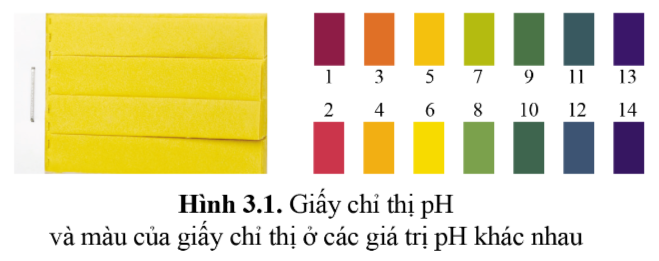 1 3 5 7 9 11 13
2 4 6 8 10 12 14
Hình 3.1. Giấy chỉ thị pH
và màu của giấy chỉ thị ở các giá trị pH khác nhau